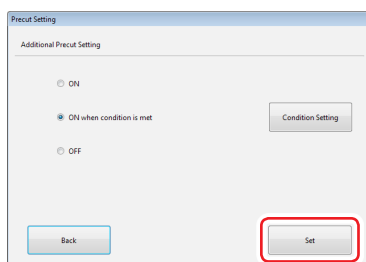 Precut Setting
Additional Precut Setting
ON
ON when condition is met
Condition Setting
OFF
Back
Set